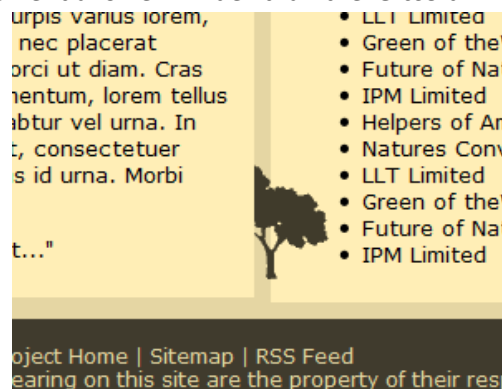 urpis varius lorem,
nec placerat
orci ut diam. Cras
mentum, lorem tellus
abtur vel urna. In
t, consectetuer
s id urna. Morbi
t..."
• LLT Limited
• Green of the
• Future of Na
• IPM Limited
• Helpers of Ar
• Natures Conv
• LLT Limited
• Green of the
• Future of Na
• IPM Limited
oject Home | Sitemap | RSS Feed
earing on this site are the property of their res